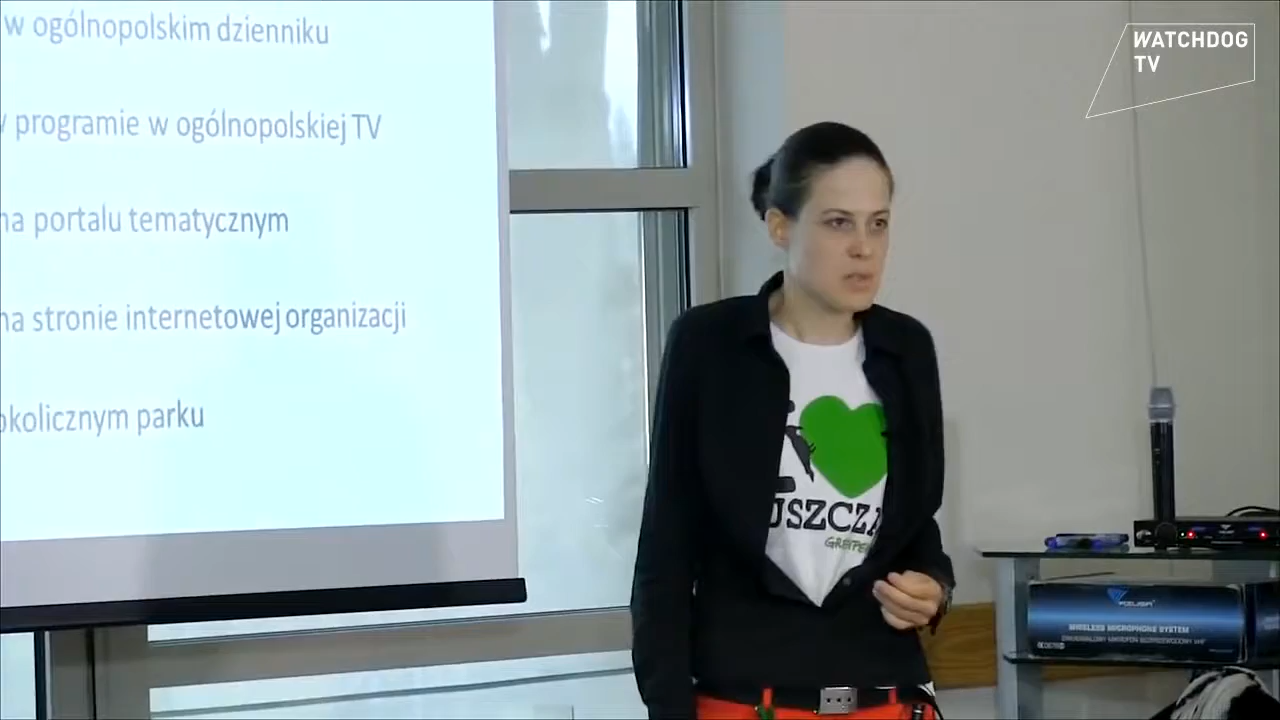 w ogólnopolskim dzienniku
programie w ogólnopolskiej TV
na portalu tematycznym
na stronie internetowej organizacji
okolicznym parku
WATCHDOG
TV
I
USZCZA
WIRELESS MICROPHONE SYSTEM